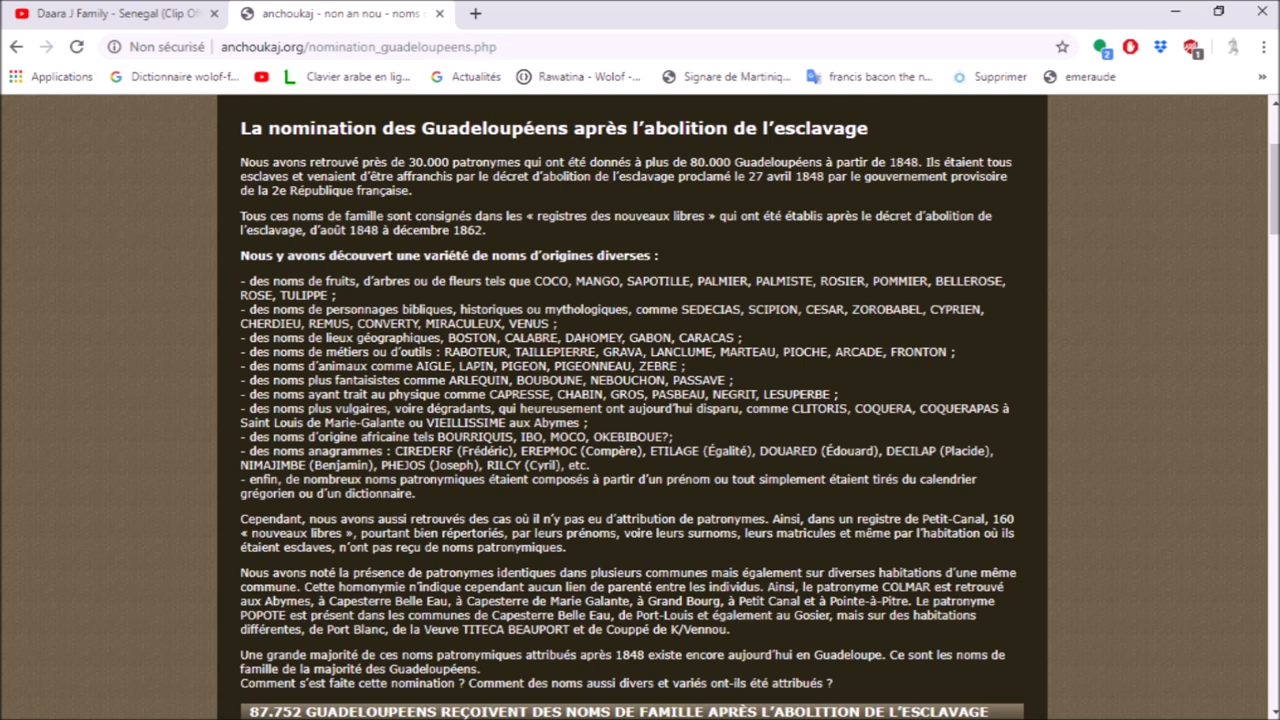 Daara J Family - Senegal (Clip Of
anchoukaj - non an nou - noms
Non sécurisé | anchoukaj.org/nomination_guadeloupeens.php
Applications Dictionnaire wolof-f... Clavier arabe en lig... Actualités Rawatina - Wolof -... Signare de Martiniq... francis bacon the n... Supprimer emeraude »
La nomination des Guadeloupéens après l'abolition de l'esclavage
Nous avons retrouvé près de 30.000 patronymes qui ont été donnés à plus de 80.000 Guadeloupéens à partir de 1848. Ils étaient tous
esclaves et venaient d'être affranchis par le décret d'abolition de l'esclavage proclamé le 27 avril 1848 par le gouvernement provisoire
de la 2e République française.
Tous ces noms de famille sont consignés dans les « registres des nouveaux libres » qui ont été établis après le décret d'abolition de
l'esclavage, d'août 1848 à décembre 1862.
Nous y avons découvert une variété de noms d'origines diverses :
- des noms de fruits, d'arbres ou de fleurs tels que COCO, MANGO, SAPOTILLE, PALMIER, PALMISTE, ROSIER, POMMIER, BELLEROSE,
ROSE, TULIPPE ;
- des noms de personnages bibliques, historiques ou mythologiques, comme SEDECIAS, SCIPION, CESAR, ZOROBABEL, CYPRIEN,
CHERDIEU, REMUS, CONVERTY, MIRACULEUX, VENUS ;
- des noms de lieux géographiques, BOSTON, CALABRE, DAHOMEY, GABON, CARACAS ;
- des noms de métiers ou d'outils : RABOTEUR, TAILLEPIERRE, GRAVA, LANCLUME, MARTEAU, PIOCHE, ARCADE, FRONTON ;
- des noms d'animaux comme AIGLE, LAPIN, PIGEON, PIGEONNEAU, ZEBRE ;
- des noms plus fantaisistes comme ARLEQUIN, BOUBOUNE, NEBOUCHON, PASSAVE ;
- des noms ayant trait au physique comme CAPRESSE, CHABIN, GROS, PASBEAU, NEGRIT, LESUPERBE ;
- des noms plus vulgaires, voire dégradants, qui heureusement ont aujourd'hui disparu, comme CLITORIS, COQUERA, COQUERAPAS à
Saint Louis de Marie-Galante ou VIEILLISSIME aux Abymes ;
- des noms d'origine africaine tels BOURRIQUIS, IBO, MOCO, OKEBIBOUE?;
- des noms anagrammes : CIREDERF (Frédéric), EREPMOC (Compère), ETILAGE (Égalité), DOUARED (Édouard), DECILAP (Placide),
NIMAJIMBE (Benjamin), PHEJOS (Joseph), RILCY (Cyril), etc.
- enfin, de nombreux noms patronymiques étaient composés à partir d'un prénom ou tout simplement étaient tirés du calendrier
grégorien ou d'un dictionnaire.
Cependant, nous avons aussi retrouvés des cas où il n'y pas eu d'attribution de patronymes. Ainsi, dans un registre de Petit-Canal, 160
« nouveaux libres », pourtant bien répertoriés, par leurs prénoms, voire leurs surnoms, leurs matricules et même par l'habitation où ils
étaient esclaves, n'ont pas reçu de noms patronymiques.
Nous avons noté la présence de patronymes identiques dans plusieurs communes mais également sur diverses habitations d'une même
commune. Cette homonymie n'indique cependant aucun lien de parenté entre les individus. Ainsi, le patronyme COLMAR est retrouvé
aux Abymes, à Capesterre Belle Eau, à Capesterre de Marie Galante, à Grand Bourg, à Petit Canal et à Pointe-à-Pitre. Le patronyme
POPOTE est présent dans les communes de Capesterre Belle Eau, de Port-Louis et également au Gosier, mais sur des habitations
différentes, de Port Blanc, de la Veuve TITECA BEAUPORT et de Couppé de K/Vennou.
Une grande majorité de ces noms patronymiques attribués après 1848 existe encore aujourd'hui en Guadeloupe. Ce sont les noms de
famille de la majorité des Guadeloupéens.
Comment s'est faite cette nomination ? Comment des noms aussi divers et variés ont-ils été attribués ?
87.752 GUADELOUPEENS REÇOIVENT DES NOMS DE FAMILLE APRÈS L'ABOLITION DE L'ESCLAVAGE